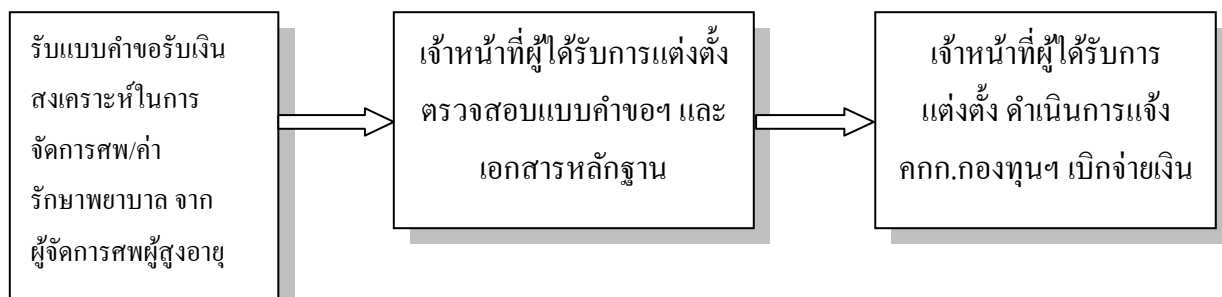 รับแบบคำขอรับเงิน
สงเคราะห์ในการ
จัดการศพ/ค่า
รักษาพยาบาล จาก
ผู้จัดการศพผู้สูงอายุ
เจ้าหน้าที่ผู้ได้รับการแต่งตั้ง
ตรวจสอบแบบคำขอฯ และ
เอกสารหลักฐาน
เจ้าหน้าที่ผู้ได้รับการ
แต่งตั้ง ดำเนินการแจ้ง
คกก.กองทุนฯ เบิกจ่ายเงิน